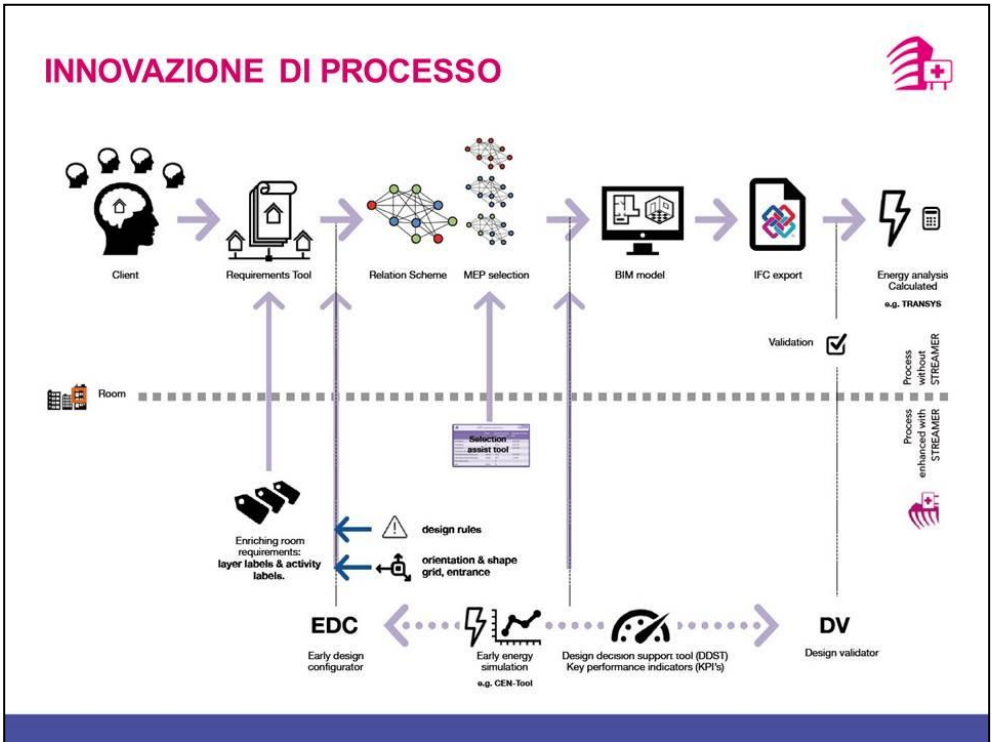 INNOVAZIONE DI PROCESSO
Client
Requirements Tool
Relation Scheme
MEP selection
BIM model
IFC export
Energy analysis
Calculated
e.g. TRANSYS
Validation
Process
without
STREAMER
Room
Process
enhanced with
STREAMER
Selection
assist tool
Enriching room
requirements:
layer labels & activity
labels.
design rules
orientation & shape
grid, entrance
EDC
Early design
configurator
Early energy
simulation
e.g. CEN-Tool
Design decision support tool (DDST)
Key performance indicators (KPI's)
DV
Design validator